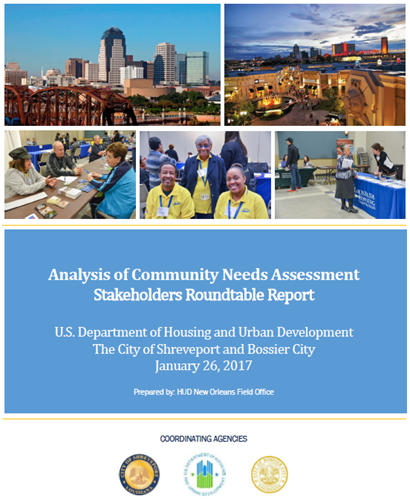 Analysis of Community Needs Assessment
Stakeholders Roundtable Report
U.S. Department of Housing and Urban Development
The City of Shreveport and Bossier City
January 26, 2017
Prepared by: HUD New Orleans Field Office
COORDINATING AGENCIES